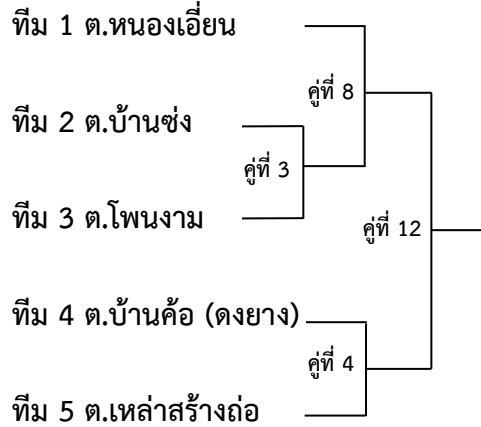 ทีม 1 ต.หนองเอี่ยน
คู่ที่ 8
ทีม 2 ต.บ้านซ่ง
คู่ที่ 3
ทีม 3 ต.โพนงาม
คู่ที่ 12
ทีม 4 ต.บ้านค้อ (ดงยาง)
คู่ที่ 4
ทีม 5 ต.เหล่าสร้างถ่อ